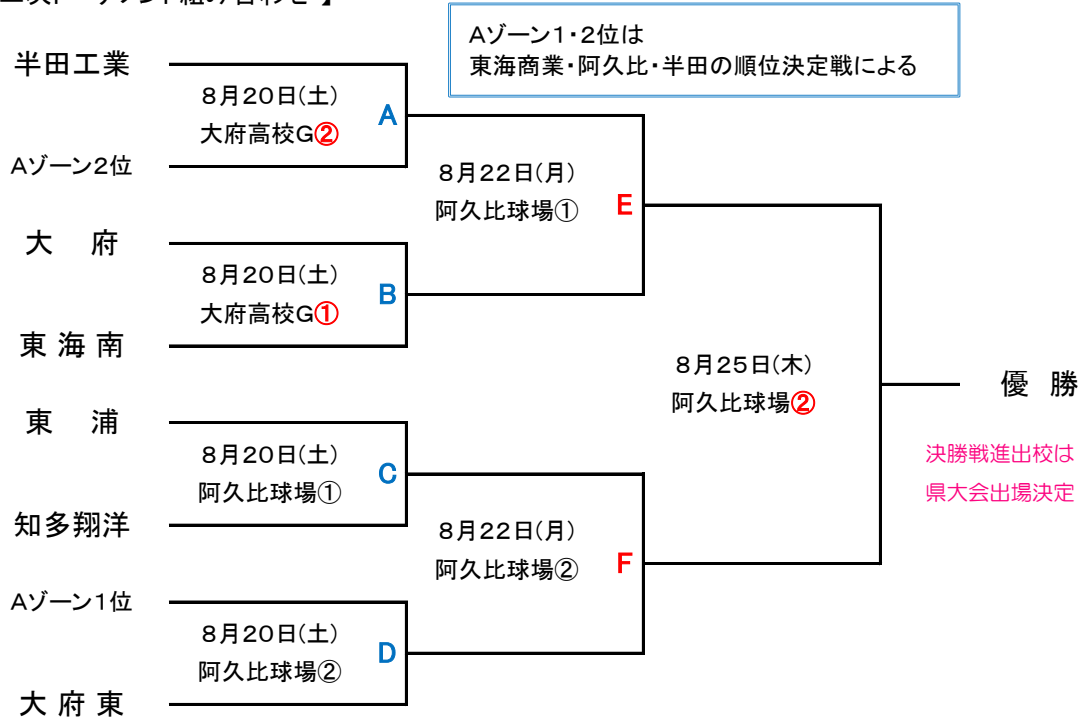 組み合わせ】
Aゾーン1・2位は
東海商業・阿久比・半田の順位決定戦による
半田工業
8月20日(土)
大府高校G②
A
Aゾーン2位
8月22日(月)
阿久比球場①
E
大 府
8月20日(土)
大府高校G①
B
東海南
8月25日(木)
阿久比球場②
優 勝
決勝戦進出校は
県大会出場決定
東 浦
8月20日(土)
阿久比球場①
C
知多翔洋
8月22日(月)
阿久比球場②
F
Aゾーン1位
8月20日(土)
阿久比球場②
D
大府東